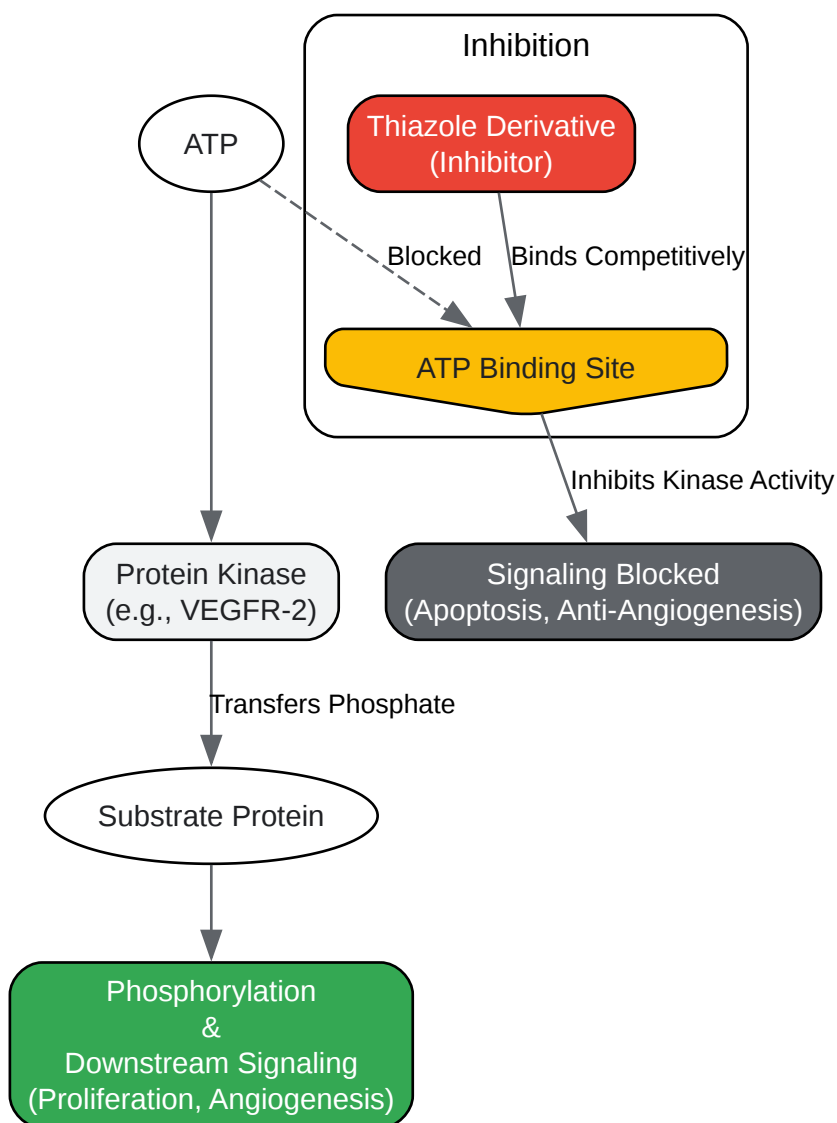 Inhibition
Thiazole Derivative
(Inhibitor)
ATP
Blocked
Binds Competitively
ATP Binding Site
Inhibits Kinase Activity
Protein Kinase
(e.g., VEGFR-2)
Signaling Blocked
(Apoptosis, Anti-Angiogenesis)
Transfers Phosphate
Substrate Protein
Phosphorylation
&
Downstream Signaling
(Proliferation, Angiogenesis)